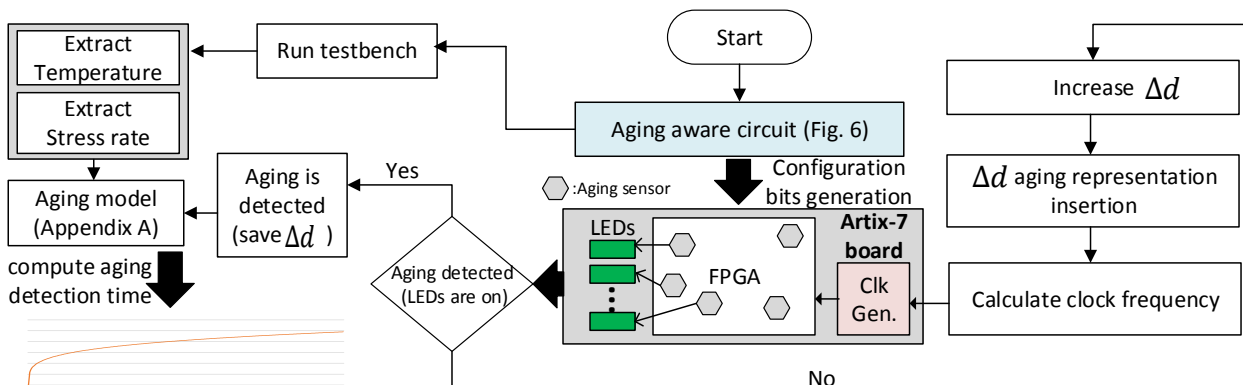 Start
Aging aware circuit (Fig. 6)
Run testbench
Extract
Temperature
Extract
Stress rate
Aging model
(Appendix A)
compute aging
detection time
Aging is
detected
(save Δd )
Yes
Aging detected
(LEDs are on)
No
Configuration
bits generation
:Aging sensor
LEDs
FPGA
Artix-7
board
Clk
Gen.
Increase Δd
Δd aging representation
insertion
Calculate clock frequency